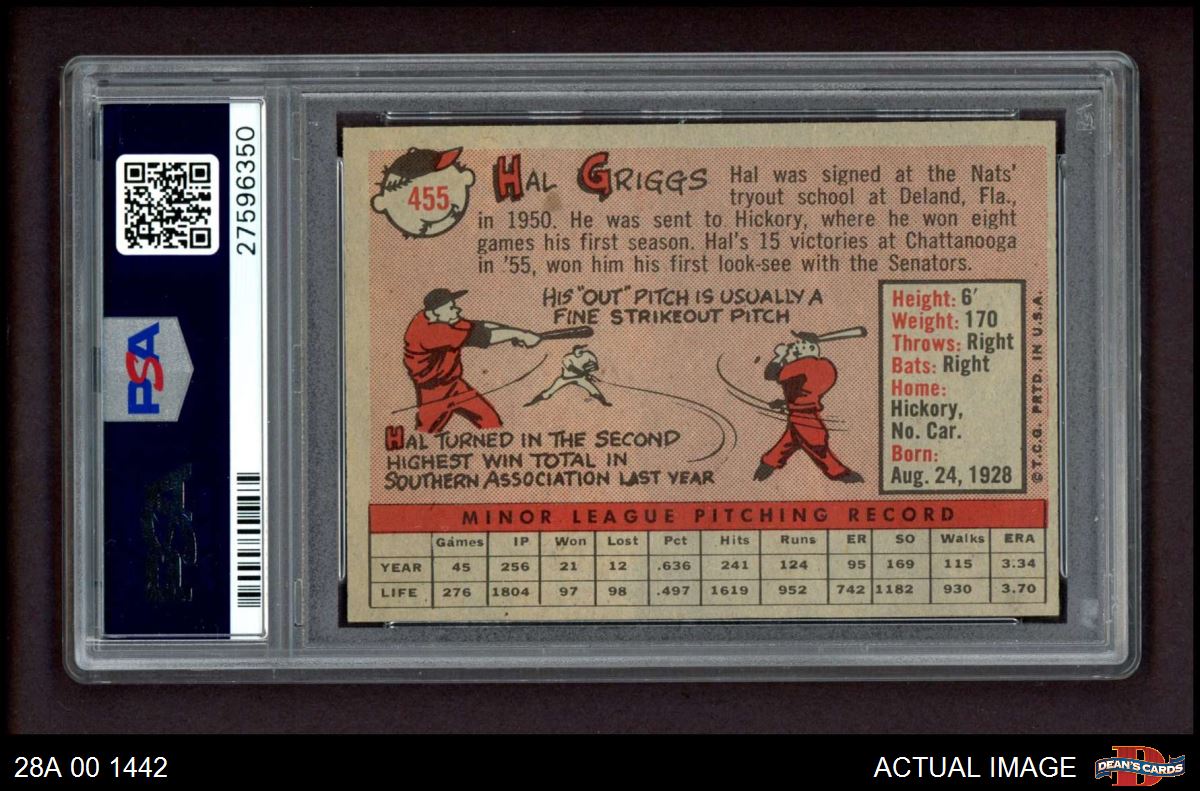 27596350
PSA
455
HAL GRIGGS
Hal was signed at the Nats'
tryout school at Deland, Fla.,
in 1950. He was sent to Hickory, where he won eight
games his first season. Hal's 15 victories at Chattanooga
in '55, won him his first look-see with the Senators.
HIS "OUT" PITCH IS USUALLY A
FINE STRIKEOUT PITCH
HAL TURNED IN THE SECOND
HIGHEST WIN TOTAL IN
SOUTHERN ASSOCIATION LAST YEAR
Height: 6'
Weight: 170
Throws: Right
Bats: Right
Home:
Hickory,
No. Car.
Born:
Aug. 24, 1928
© T.C.G. PRTD. IN U.S.A.
MINOR LEAGUE PITCHING RECORD
Games IP Won Lost Pct Hits Runs ER SO Walks ERA
YEAR 45 256 21 12 .636 241 124 95 169 115 3.34
LIFE 276 1804 97 98 .497 1619 952 742 1182 930 3.70
PSA
28A 00 1442
ACTUAL IMAGE
D
DEAN'S CARDS